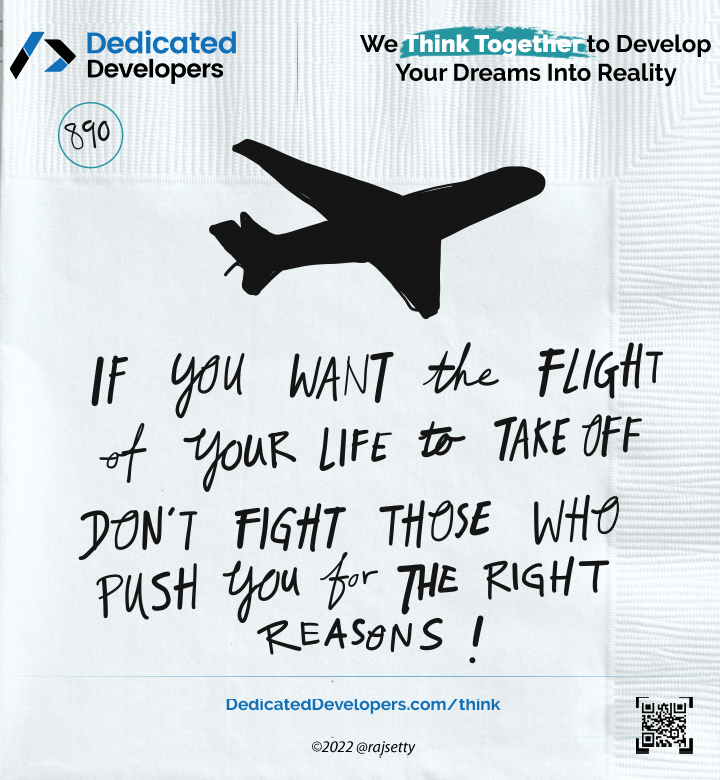 Dedicated
Developers
We Think Together to Develop
Your Dreams Into Reality
890
IF YOU WANT the FLIGHT
of YOUR LIFE to TAKE OFF
DON'T FIGHT THOSE WHO
PUSH YOU for THE RIGHT
REASONS !
DedicatedDevelopers.com/think
©2022 @rajsetty